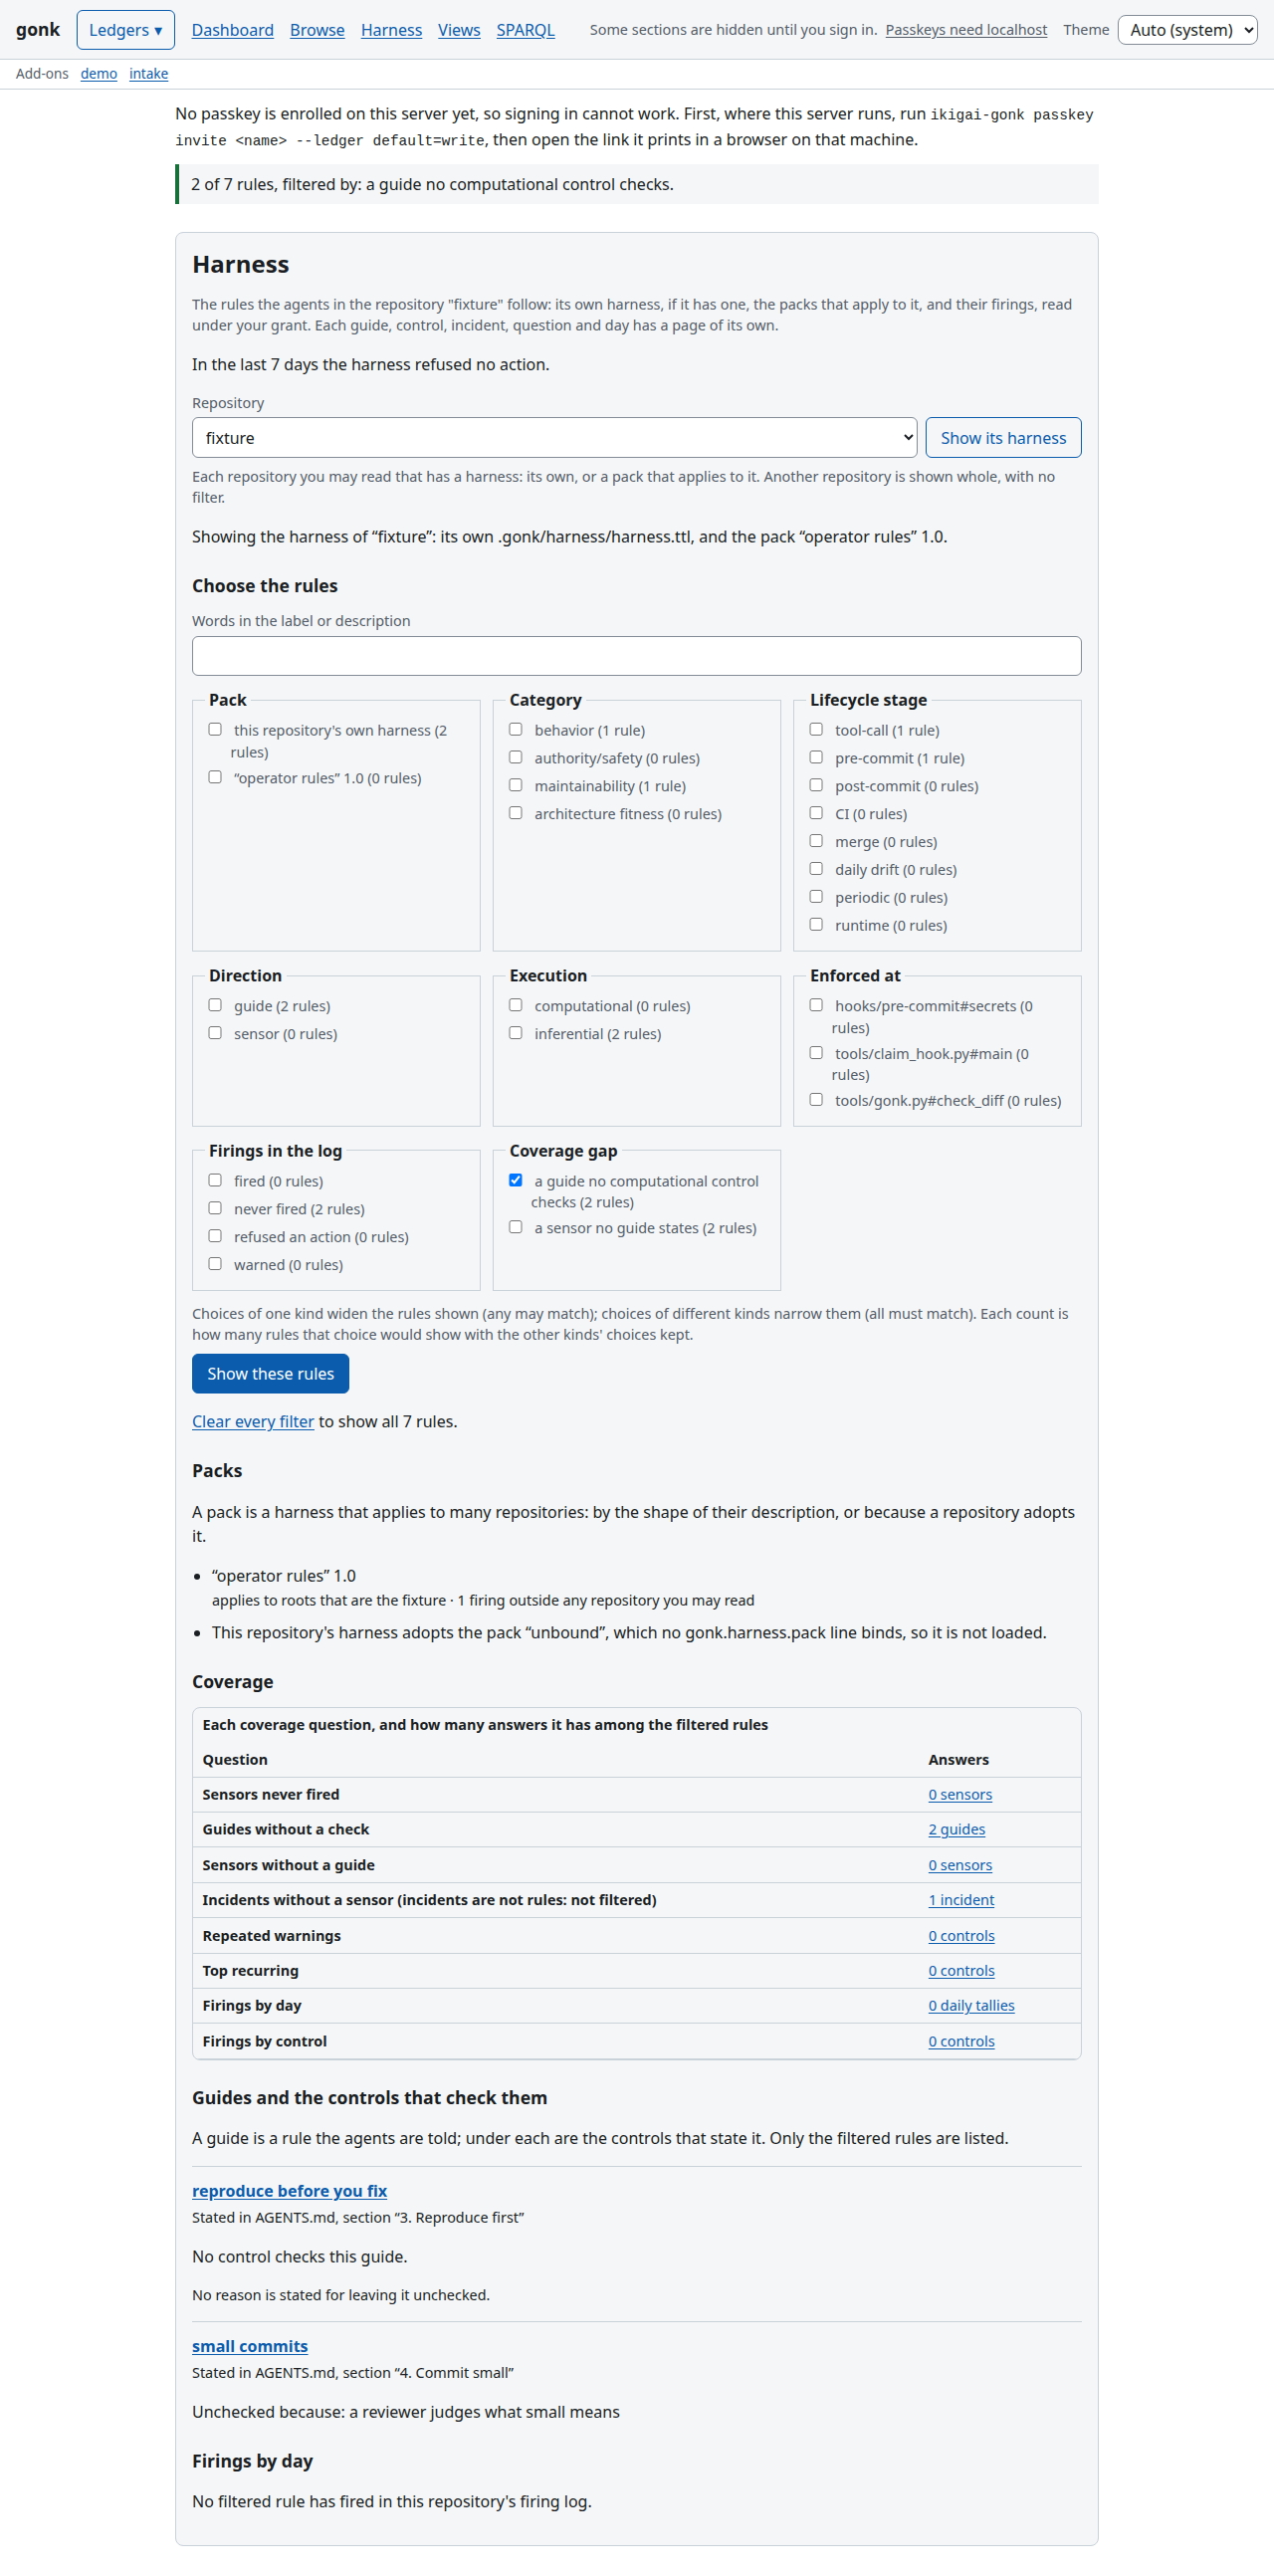 gonk Ledgers ▾ Dashboard Browse Harness Views SPARQL Some sections are hidden until you sign in. Passkeys need localhost Theme Auto (system)
Add-ons demo intake
No passkey is enrolled on this server yet, so signing in cannot work. First, where this server runs, run ikigai-gonk passkey
invite <name> --ledger default=write, then open the link it prints in a browser on that machine.
2 of 7 rules, filtered by: a guide no computational control checks.
Harness
The rules the agents in the repository "fixture" follow: its own harness, if it has one, the packs that apply to it, and their firings, read
under your grant. Each guide, control, incident, question and day has a page of its own.
In the last 7 days the harness refused no action.
Repository
fixture
Show its harness
Each repository you may read that has a harness: its own, or a pack that applies to it. Another repository is shown whole, with no
filter.
Showing the harness of “fixture”: its own .gonk/harness/harness.ttl, and the pack “operator rules” 1.0.
Choose the rules
Words in the label or description
Pack
this repository's own harness (2
rules)
“operator rules” 1.0 (0 rules)
Category
behavior (1 rule)
authority/safety (0 rules)
maintainability (1 rule)
architecture fitness (0 rules)
Lifecycle stage
tool-call (1 rule)
pre-commit (1 rule)
post-commit (0 rules)
CI (0 rules)
merge (0 rules)
daily drift (0 rules)
periodic (0 rules)
runtime (0 rules)
Direction
guide (2 rules)
sensor (0 rules)
Execution
computational (0 rules)
inferential (2 rules)
Enforced at
hooks/pre-commit#secrets (0
rules)
tools/claim_hook.py#main (0
rules)
tools/gonk.py#check_diff (0 rules)
Firings in the log
fired (0 rules)
never fired (2 rules)
refused an action (0 rules)
warned (0 rules)
Coverage gap
a guide no computational control
checks (2 rules)
a sensor no guide states (2 rules)
Choices of one kind widen the rules shown (any may match); choices of different kinds narrow them (all must match). Each count is
how many rules that choice would show with the other kinds' choices kept.
Show these rules
Clear every filter to show all 7 rules.
Packs
A pack is a harness that applies to many repositories: by the shape of their description, or because a repository adopts
it.
• “operator rules” 1.0
applies to roots that are the fixture · 1 firing outside any repository you may read
• This repository's harness adopts the pack “unbound”, which no gonk.harness.pack line binds, so it is not loaded.
Coverage
Each coverage question, and how many answers it has among the filtered rules
Question Answers
Sensors never fired 0 sensors
Guides without a check 2 guides
Sensors without a guide 0 sensors
Incidents without a sensor (incidents are not rules: not filtered) 1 incident
Repeated warnings 0 controls
Top recurring 0 controls
Firings by day 0 daily tallies
Firings by control 0 controls
Guides and the controls that check them
A guide is a rule the agents are told; under each are the controls that state it. Only the filtered rules are listed.
reproduce before you fix
Stated in AGENTS.md, section “3. Reproduce first”
No control checks this guide.
No reason is stated for leaving it unchecked.
small commits
Stated in AGENTS.md, section “4. Commit small”
Unchecked because: a reviewer judges what small means
Firings by day
No filtered rule has fired in this repository's firing log.